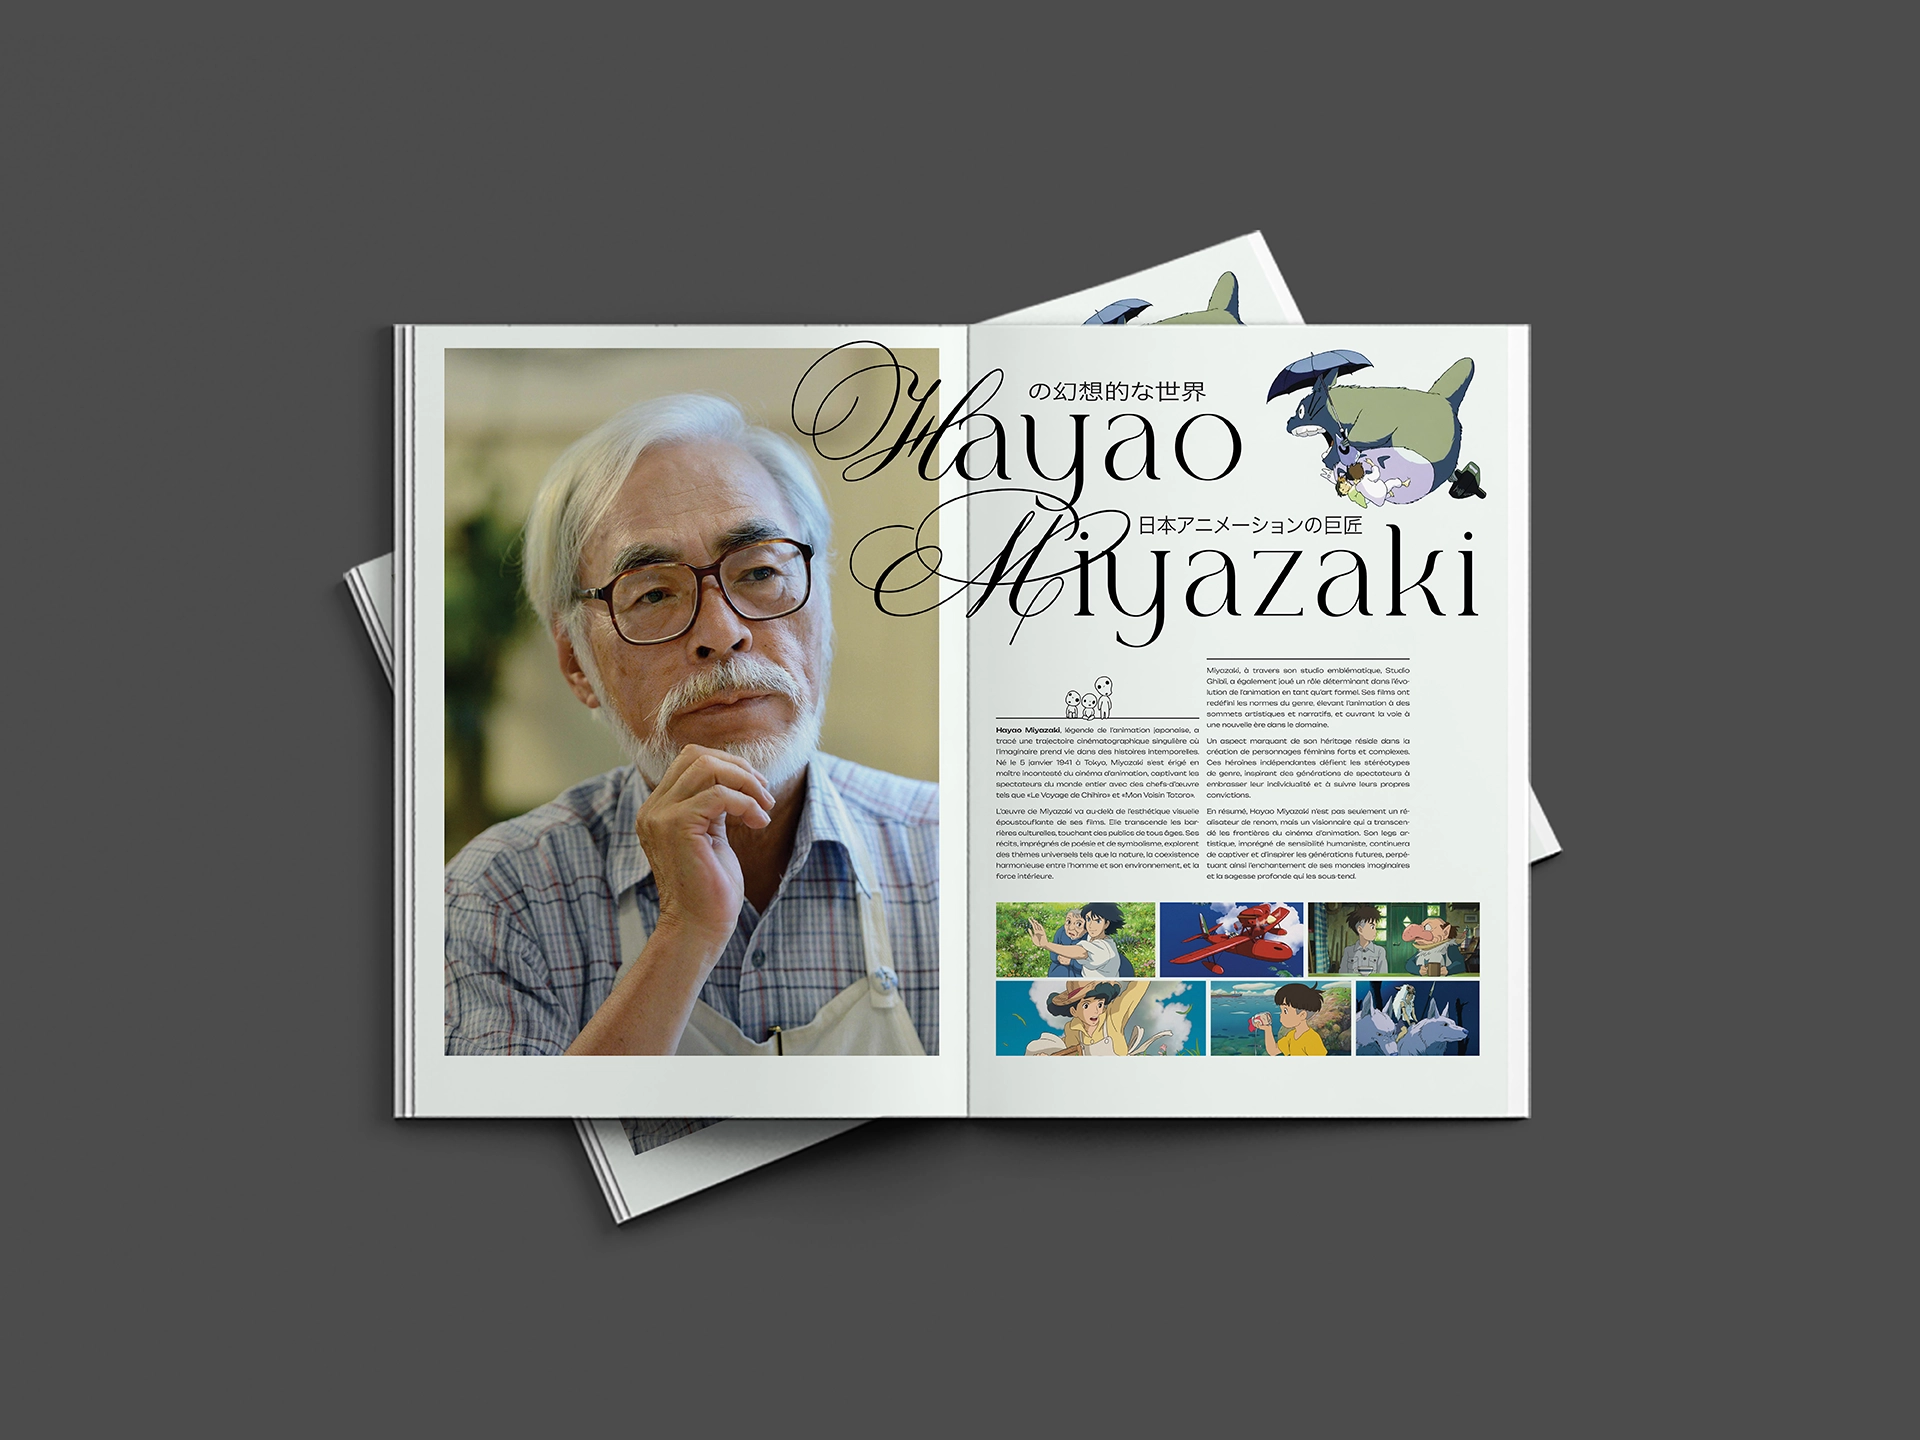 の幻想的な世界
Hayao
日本アニメーションの巨匠
Miyazaki
Hayao Miyazaki, légende de l'animation japonaise, a
tracé une trajectoire cinématographique singulière où
l'imaginaire prend vie dans des histoires intemporelles.
Né le 5 janvier 1941 à Tokyo, Miyazaki s'est érigé en
maître incontesté du cinéma d'animation, captivant les
spectateurs du monde entier avec des chefs-d'œuvre
tels que «Le Voyage de Chihiro» et «Mon Voisin Totoro».
L'œuvre de Miyazaki va au-delà de l'esthétique visuelle
époustouflante de ses films. Elle transcende les bar-
rières culturelles, touchant des publics de tous âges. Ses
récits, imprégnés de poésie et de symbolisme, explorent
des thèmes universels tels que la nature, la coexistence
harmonieuse entre l'homme et son environnement, et la
force intérieure.
Miyazaki, à travers son studio emblématique, Studio
Ghibli, a également joué un rôle déterminant dans l'évo-
lution de l'animation en tant qu'art formel. Ses films ont
redéfini les normes du genre, élevant l'animation à des
sommets artistiques et narratifs, et ouvrant la voie à
une nouvelle ère dans le domaine.
Un aspect marquant de son héritage réside dans la
création de personnages féminins forts et complexes.
Ces héroïnes indépendantes défient les stéréotypes
de genre, inspirant des générations de spectateurs à
embrasser leur individualité et à suivre leurs propres
convictions.
En résumé, Hayao Miyazaki n'est pas seulement un ré-
alisateur de renom, mais un visionnaire qui a transcen-
dé les frontières du cinéma d'animation. Son legs ar-
tistique, imprégné de sensibilité humaniste, continuera
de captiver et d'inspirer les générations futures, perpé-
tuant ainsi l'enchantement de ses mondes imaginaires
et la sagesse profonde qui les sous-tend.